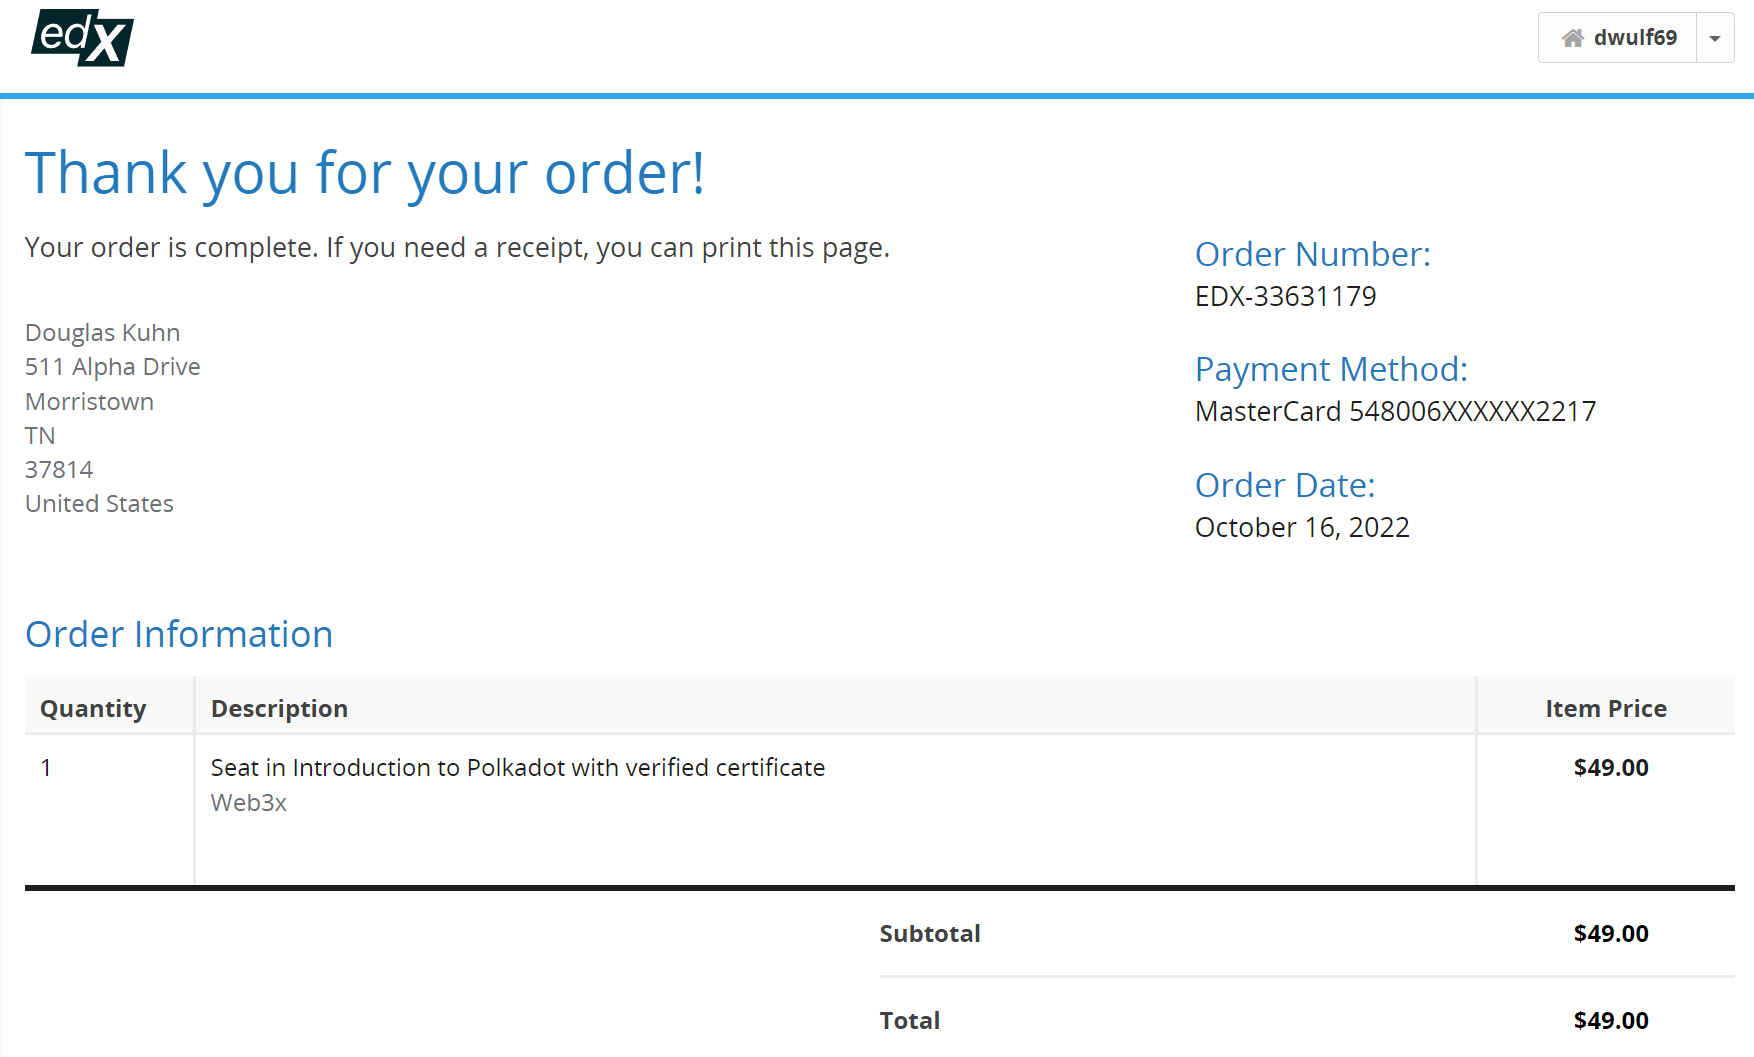 edX
dwulf69
Thank you for your order!
Your order is complete. If you need a receipt, you can print this page.
Douglas Kuhn
511 Alpha Drive
Morristown
TN
37814
United States
Order Number:
EDX-33631179
Payment Method:
MasterCard 548006XXXXXX2217
Order Date:
October 16, 2022
Order Information
Quantity Description Item Price
1 Seat in Introduction to Polkadot with verified certificate $49.00
Web3x
Subtotal $49.00
Total $49.00